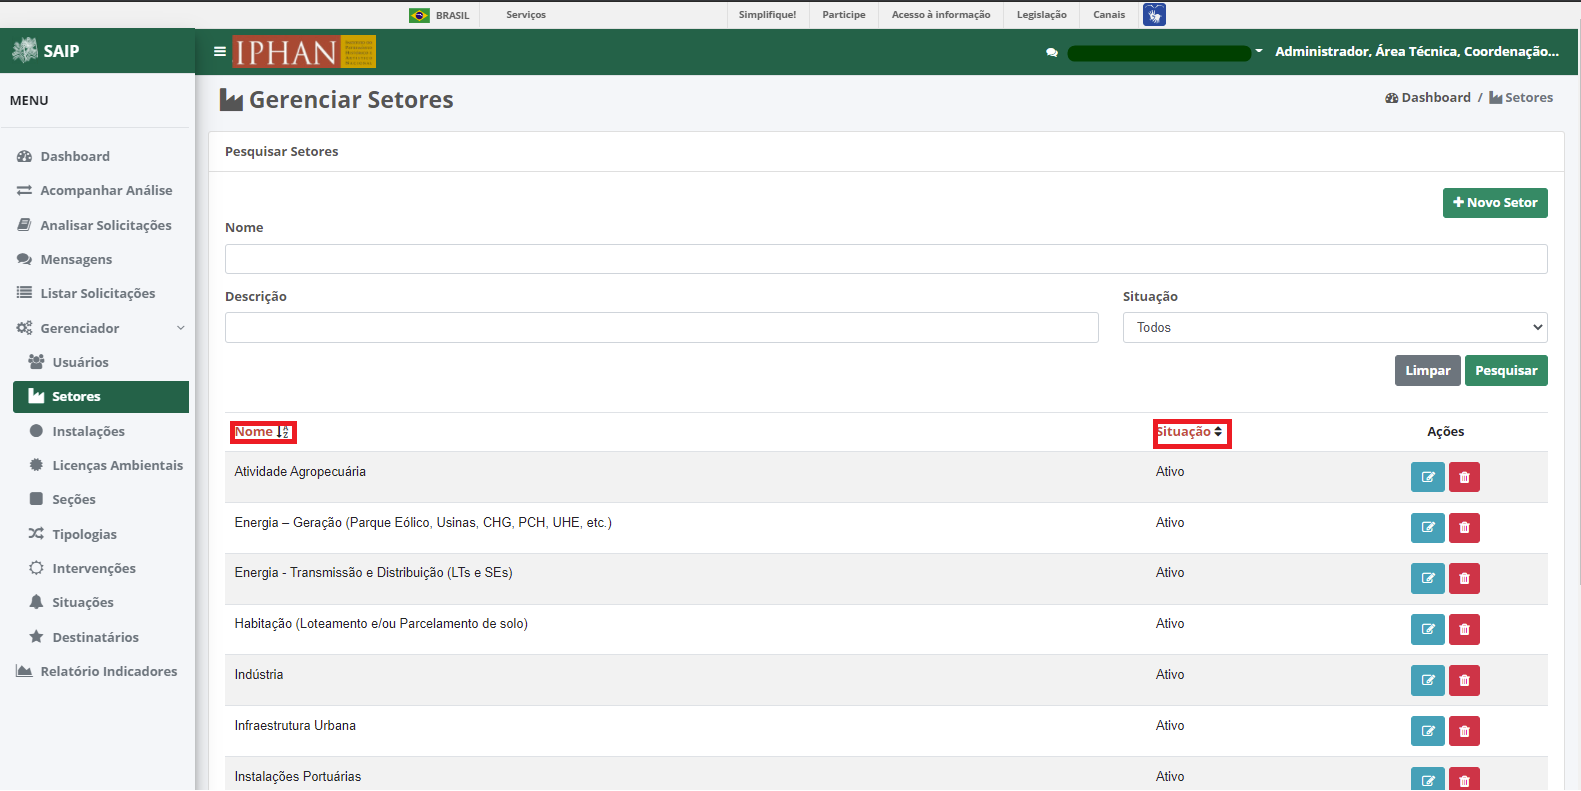 BRASIL Serviços Simplifique! Participe Acesso à informação Legislação Canais
SAIP
IPHAN
Administrador, Área Técnica, Coordenação...
MENU
Dashboard
Acompanhar Análise
Analisar Solicitações
Mensagens
Listar Solicitações
Gerenciador
Usuários
Setores
Instalações
Licenças Ambientais
Seções
Tipologias
Intervenções
Situações
Destinatários
Relatório Indicadores
Gerenciar Setores
Dashboard / Setores
Pesquisar Setores
+ Novo Setor
Nome
Descrição Situação
Todos
Limpar Pesquisar
Nome Situação Ações
Atividade Agropecuária Ativo
Energia – Geração (Parque Eólico, Usinas, CHG, PCH, UHE, etc.) Ativo
Energia - Transmissão e Distribuição (LTs e SEs) Ativo
Habitação (Loteamento e/ou Parcelamento de solo) Ativo
Indústria Ativo
Infraestrutura Urbana Ativo
Instalações Portuárias Ativo